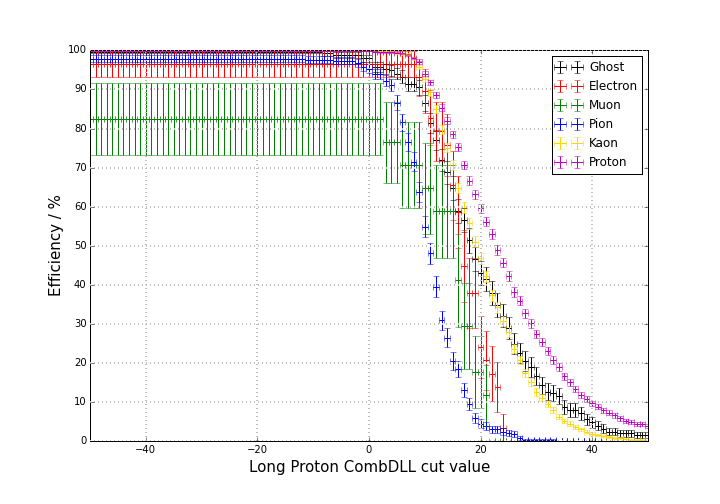 100
90
80
70
60
50
40
30
20
10
0
−40
−20
0
20
40
Efficiency / %
Long Proton CombDLL cut value
Ghost
Electron
Muon
Pion
Kaon
Proton